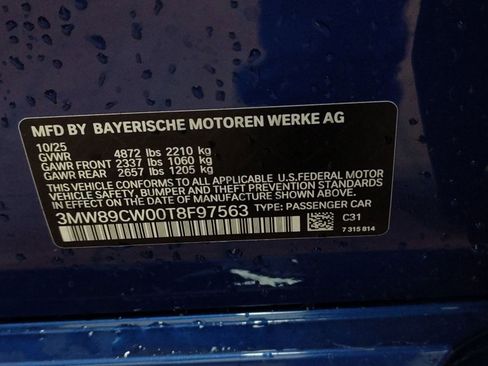 MFD BY BAYERISCHE MOTOREN WERKE AG
10/25
GVWR 4872 lbs 2210 kg
GAWR FRONT 2337 lbs 1060 kg
GAWR REAR 2657 lbs 1205 kg
THIS VEHICLE CONFORMS TO ALL APPLICABLE U.S.FEDERAL MOTOR
VEHICLE SAFETY, BUMPER, AND THEFT PREVENTION STANDARDS
IN EFFECT ON THE DATE OF MANUFACTURE SHOWN ABOVE.
3MW89CW00T8F97563 TYPE: PASSENGER CAR
C31
7 315 814